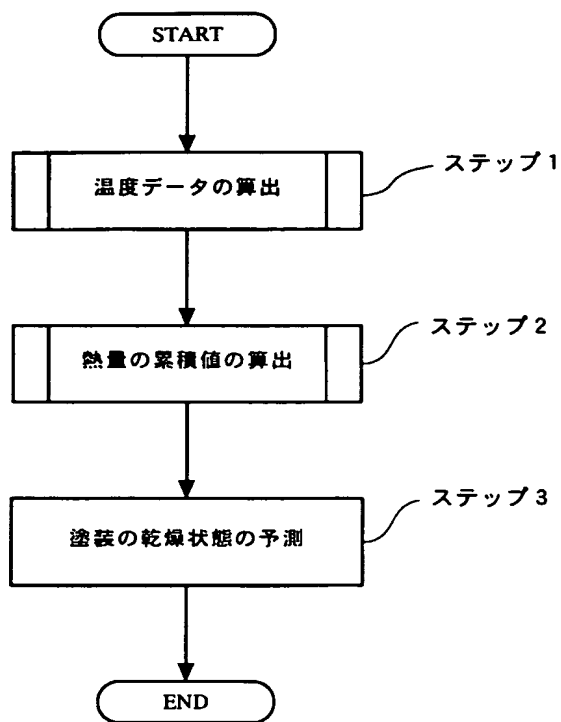 START
温度データの算出
ステップ1
熱量の累積値の算出
ステップ2
塗装の乾燥状態の予測
ステップ3
END